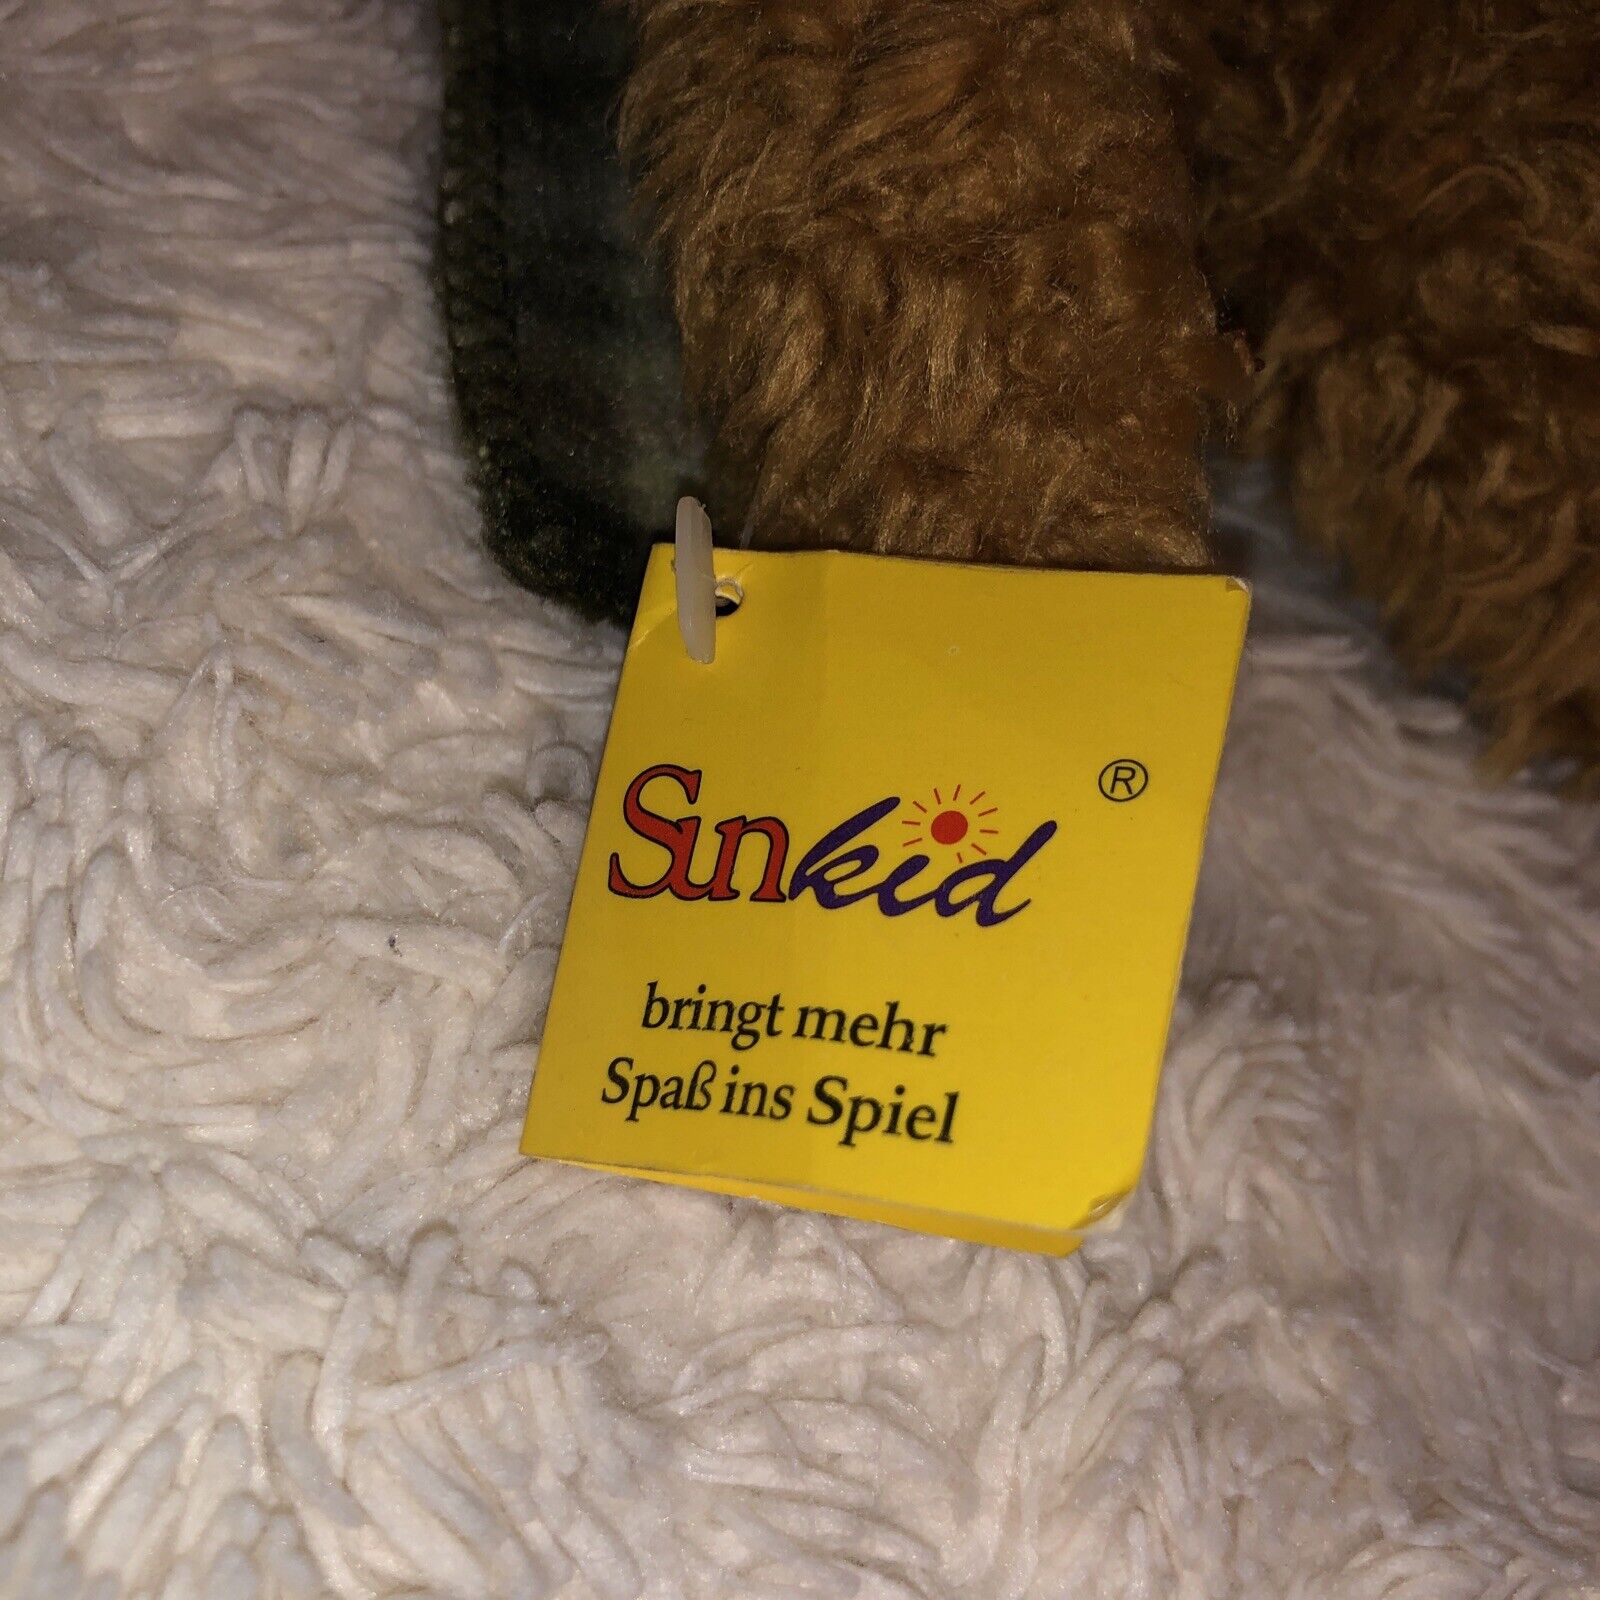 Sunkid ®
bringt mehr
Spaß ins Spiel